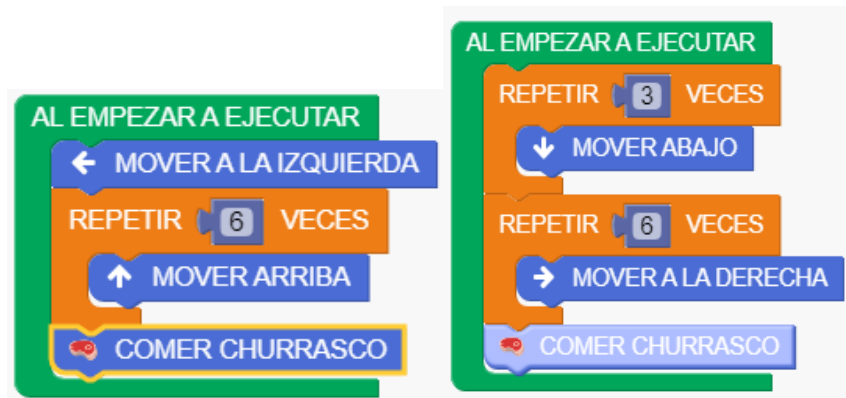 AL EMPEZAR A EJECUTAR
MOVER A LA IZQUIERDA
REPETIR 6 VECES
MOVER ARRIBA
COMER CHURRASCO
AL EMPEZAR A EJECUTAR
REPETIR 3 VECES
MOVER ABAJO
REPETIR 6 VECES
MOVER A LA DERECHA
COMER CHURRASCO